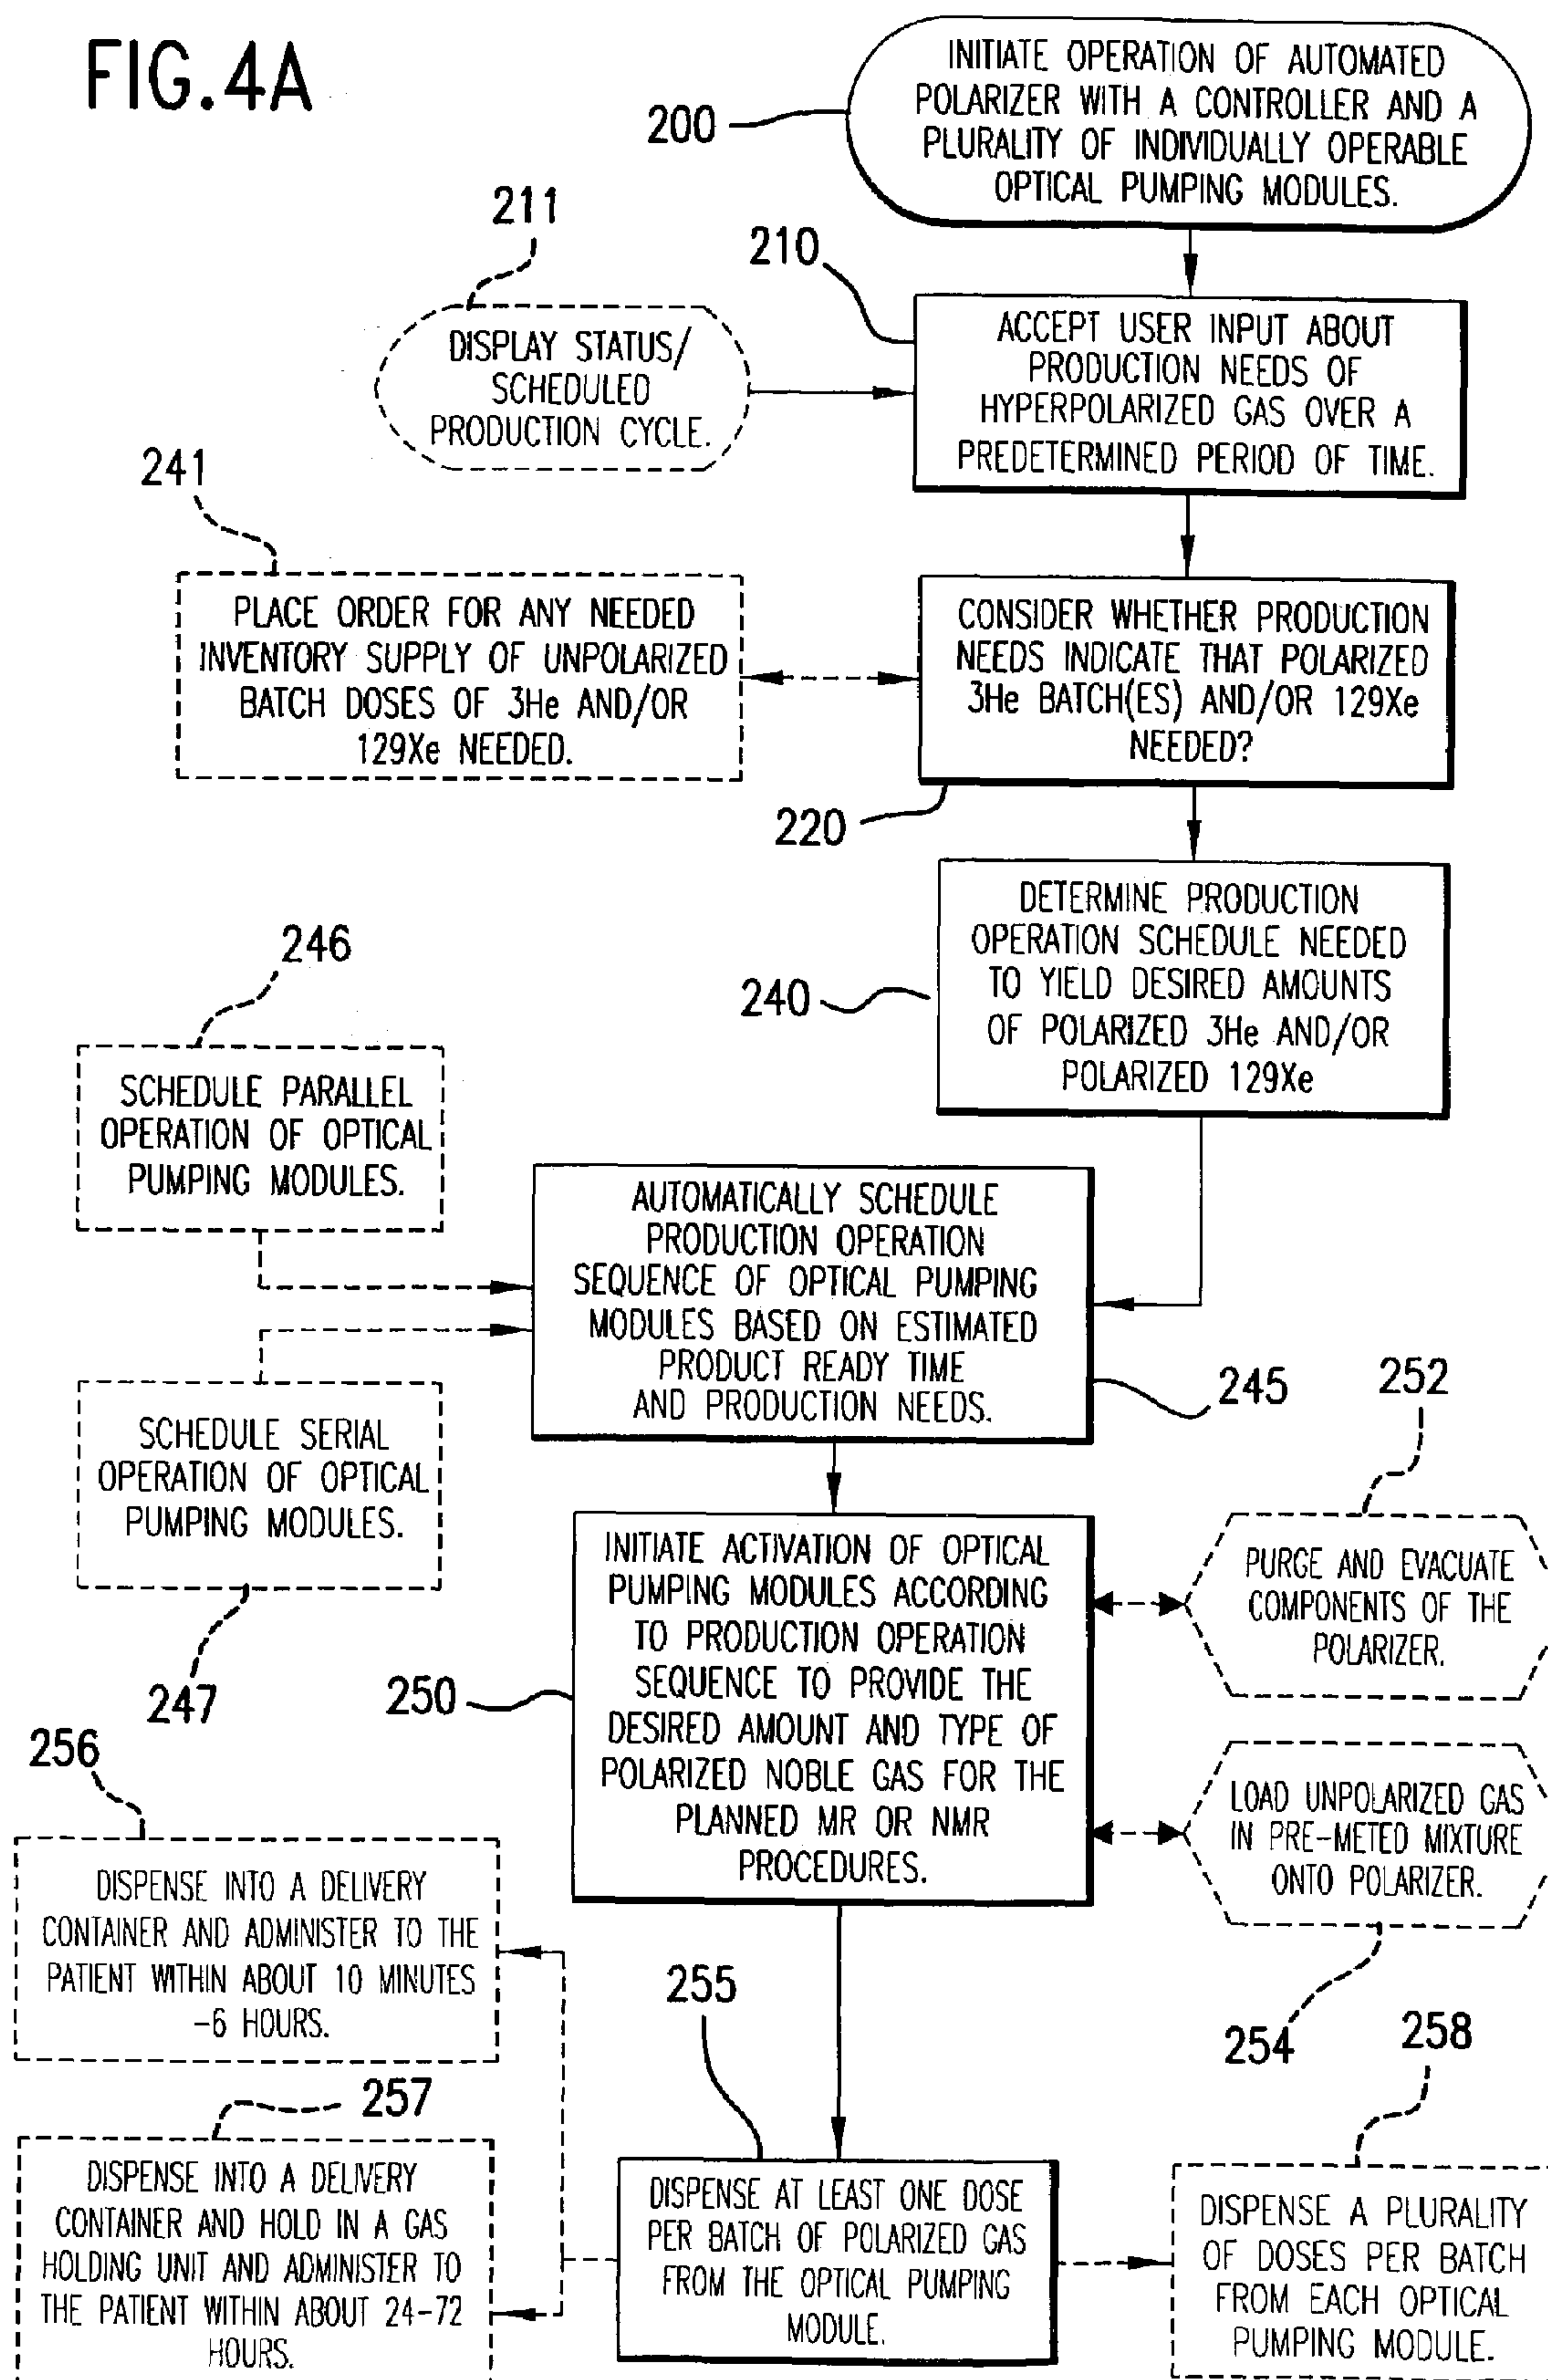 FIG.4A
INITIATE OPERATION OF AUTOMATED
POLARIZER WITH A CONTROLLER AND A
PLURALITY OF INDIVIDUALLY OPERABLE
OPTICAL PUMPING MODULES.
200
211
210
DISPLAY STATUS/
SCHEDULED
PRODUCTION CYCLE.
ACCEPT USER INPUT ABOUT
PRODUCTION NEEDS OF
HYPERPOLARIZED GAS OVER A
PREDETERMINED PERIOD OF TIME.
241
PLACE ORDER FOR ANY NEEDED
INVENTORY SUPPLY OF UNPOLARIZED
BATCH DOSES OF 3He AND/OR
129Xe NEEDED.
CONSIDER WHETHER PRODUCTION
NEEDS INDICATE THAT POLARIZED
3He BATCH(ES) AND/OR 129Xe
NEEDED?
220
DETERMINE PRODUCTION
OPERATION SCHEDULE NEEDED
TO YIELD DESIRED AMOUNTS
OF POLARIZED 3He AND/OR
POLARIZED 129Xe
240
246
SCHEDULE PARALLEL
OPERATION OF OPTICAL
PUMPING MODULES.
AUTOMATICALLY SCHEDULE
PRODUCTION OPERATION
SEQUENCE OF OPTICAL PUMPING
MODULES BASED ON ESTIMATED
PRODUCT READY TIME
AND PRODUCTION NEEDS.
245
SCHEDULE SERIAL
OPERATION OF OPTICAL
PUMPING MODULES.
247
252
INITIATE ACTIVATION OF OPTICAL
PUMPING MODULES ACCORDING
TO PRODUCTION OPERATION
SEQUENCE TO PROVIDE THE
DESIRED AMOUNT AND TYPE OF
POLARIZED NOBLE GAS FOR THE
PLANNED MR OR NMR
PROCEDURES.
250
PURGE AND EVACUATE
COMPONENTS OF THE
POLARIZER.
LOAD UNPOLARIZED GAS
IN PRE-METED MIXTURE
ONTO POLARIZER.
254
256
DISPENSE INTO A DELIVERY
CONTAINER AND ADMINISTER TO THE
PATIENT WITHIN ABOUT 10 MINUTES
-6 HOURS.
257
DISPENSE INTO A DELIVERY
CONTAINER AND HOLD IN A GAS
HOLDING UNIT AND ADMINISTER TO
THE PATIENT WITHIN ABOUT 24-72
HOURS.
255
DISPENSE AT LEAST ONE DOSE
PER BATCH OF POLARIZED GAS
FROM THE OPTICAL PUMPING
MODULE.
258
DISPENSE A PLURALITY
OF DOSES PER BATCH
FROM EACH OPTICAL
PUMPING MODULE.